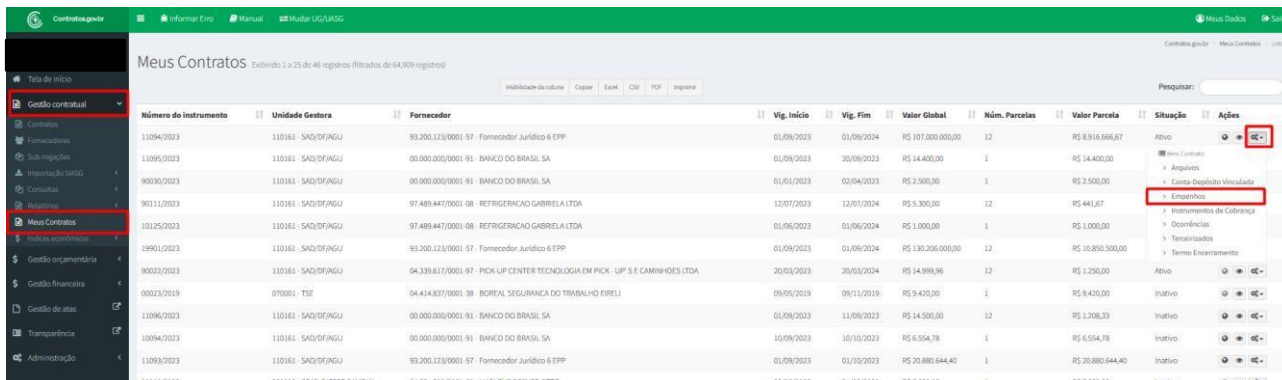 Contratos.gov.br Informar Erro Manual Mudar UG/UASG Meus Dados Sair
Contratos.gov.br Meus Contratos
Meus Contratos Exibindo 1 a 25 de 46 registros (filtrados de 64,909 registros)
Tela de início
Gestão contratual
Contratos
Fornecedores
Sub-rogações
Importação SIASG
Consultas
Relatórios
Meus Contratos
Índices econômicos
Gestão orçamentária
Gestão financeira
Gestão de atas
Transparência
Administração
Visibilidade da coluna Copiar Excel CSV PDF Imprimir
Pesquisar:
Número do instrumento Unidade Gestora Fornecedor Vig. Início Vig. Fim Valor Global Núm. Parcelas Valor Parcela Situação Ações
11094/2023 110161 - SAD/DF/AGU 93.200.123/0001-57 - Fornecedor Jurídico 6 EPP 01/09/2023 01/09/2024 R$ 107.000.000,00 12 R$ 8.916.666,67 Ativo
11095/2023 110161 - SAD/DF/AGU 00.000.000/0001-91 - BANCO DO BRASIL SA 01/09/2023 20/09/2023 R$ 14.400,00 1 R$ 14.400,00
90030/2023 110161 - SAD/DF/AGU 00.000.000/0001-91 - BANCO DO BRASIL SA 01/01/2023 02/04/2023 R$ 2.500,00 1 R$ 2.500,00
90111/2023 110161 - SAD/DF/AGU 97.489.447/0001-08 - REFRIGERACAO GABRIELA LTDA 12/07/2023 12/07/2024 R$ 5.300,00 12 R$ 441,67
10125/2023 110161 - SAD/DF/AGU 97.489.447/0001-08 - REFRIGERACAO GABRIELA LTDA 01/06/2023 01/06/2024 R$ 1.000,00 1 R$ 1.000,00
19901/2023 110161 - SAD/DF/AGU 93.200.123/0001-57 - Fornecedor Jurídico 6 EPP 01/09/2023 01/09/2024 R$ 130.206.000,00 12 R$ 10.850.500,00
90022/2023 110161 - SAD/DF/AGU 04.339.617/0001-97 - PICK-UP CENTER TECNOLOGIA EM PICK - UP' S E CAMINHOES LTDA 20/03/2023 20/03/2024 R$ 14.999,96 12 R$ 1.250,00 Ativo
00023/2019 070001 - TSE 04.414.837/0001-38 - BOREAL SEGURANCA DO TRABALHO EIRELI 09/05/2019 09/11/2019 R$ 9.420,00 1 R$ 9.420,00 Inativo
11096/2023 110161 - SAD/DF/AGU 00.000.000/0001-91 - BANCO DO BRASIL SA 01/09/2023 11/09/2023 R$ 14.500,00 12 R$ 1.208,33 Inativo
10094/2023 110161 - SAD/DF/AGU 00.000.000/0001-91 - BANCO DO BRASIL SA 10/09/2023 10/10/2023 R$ 6.554,78 1 R$ 6.554,78 Inativo
11093/2023 110161 - SAD/DF/AGU 93.200.123/0001-57 - Fornecedor Jurídico 6 EPP 01/09/2023 01/10/2023 R$ 20.880.644,40 1 R$ 20.880.644,40 Inativo
Itens Contrato:
Arquivos
Conta-Depósito Vinculada
Empenhos
Instrumentos de Cobrança
Ocorrências
Terceirizados
Termo Encerramento